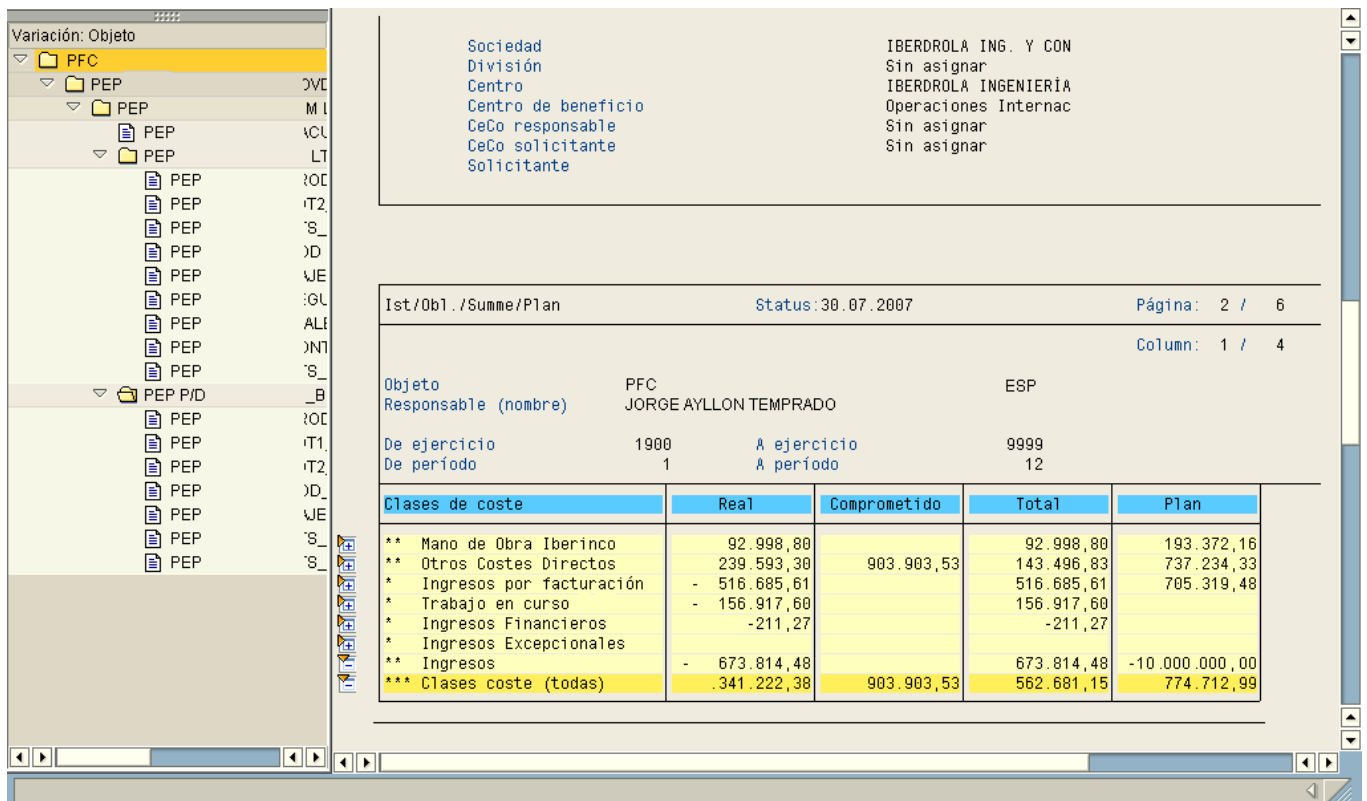 Variación: Objeto
PFC
PEP
PEP
PEP
PEP
PEP
PEP
PEP
PEP
PEP
PEP
PEP
PEP
PEP
PEP P/D
PEP
PEP
PEP
PEP
PEP
PEP
PEP
Sociedad IBERDROLA ING. Y CON
División Sin asignar
Centro IBERDROLA INGENIERÍA
Centro de beneficio Operaciones Internac
CeCo responsable Sin asignar
CeCo solicitante Sin asignar
Solicitante
Ist/Obl./Summe/Plan Status:30.07.2007 Página: 2 / 6
Column: 1 / 4
Objeto PFC ESP
Responsable (nombre) JORGE AYLLON TEMPRADO
De ejercicio 1900 A ejercicio 9999
De período 1 A período 12
Clases de coste Real Comprometido Total Plan
** Mano de Obra Iberinco 92.998,80 92.998,80 193.372,16
** Otros Costes Directos 239.593,30 903.903,53 143.496,83 737.234,33
* Ingresos por facturación - 516.685,61 516.685,61 705.319,48
* Trabajo en curso - 156.917,60 156.917,60
* Ingresos Financieros -211,27 -211,27
* Ingresos Excepcionales
** Ingresos - 673.814,48 673.814,48 -10.000.000,00
*** Clases coste (todas) .341.222,38 903.903,53 562.681,15 774.712,99